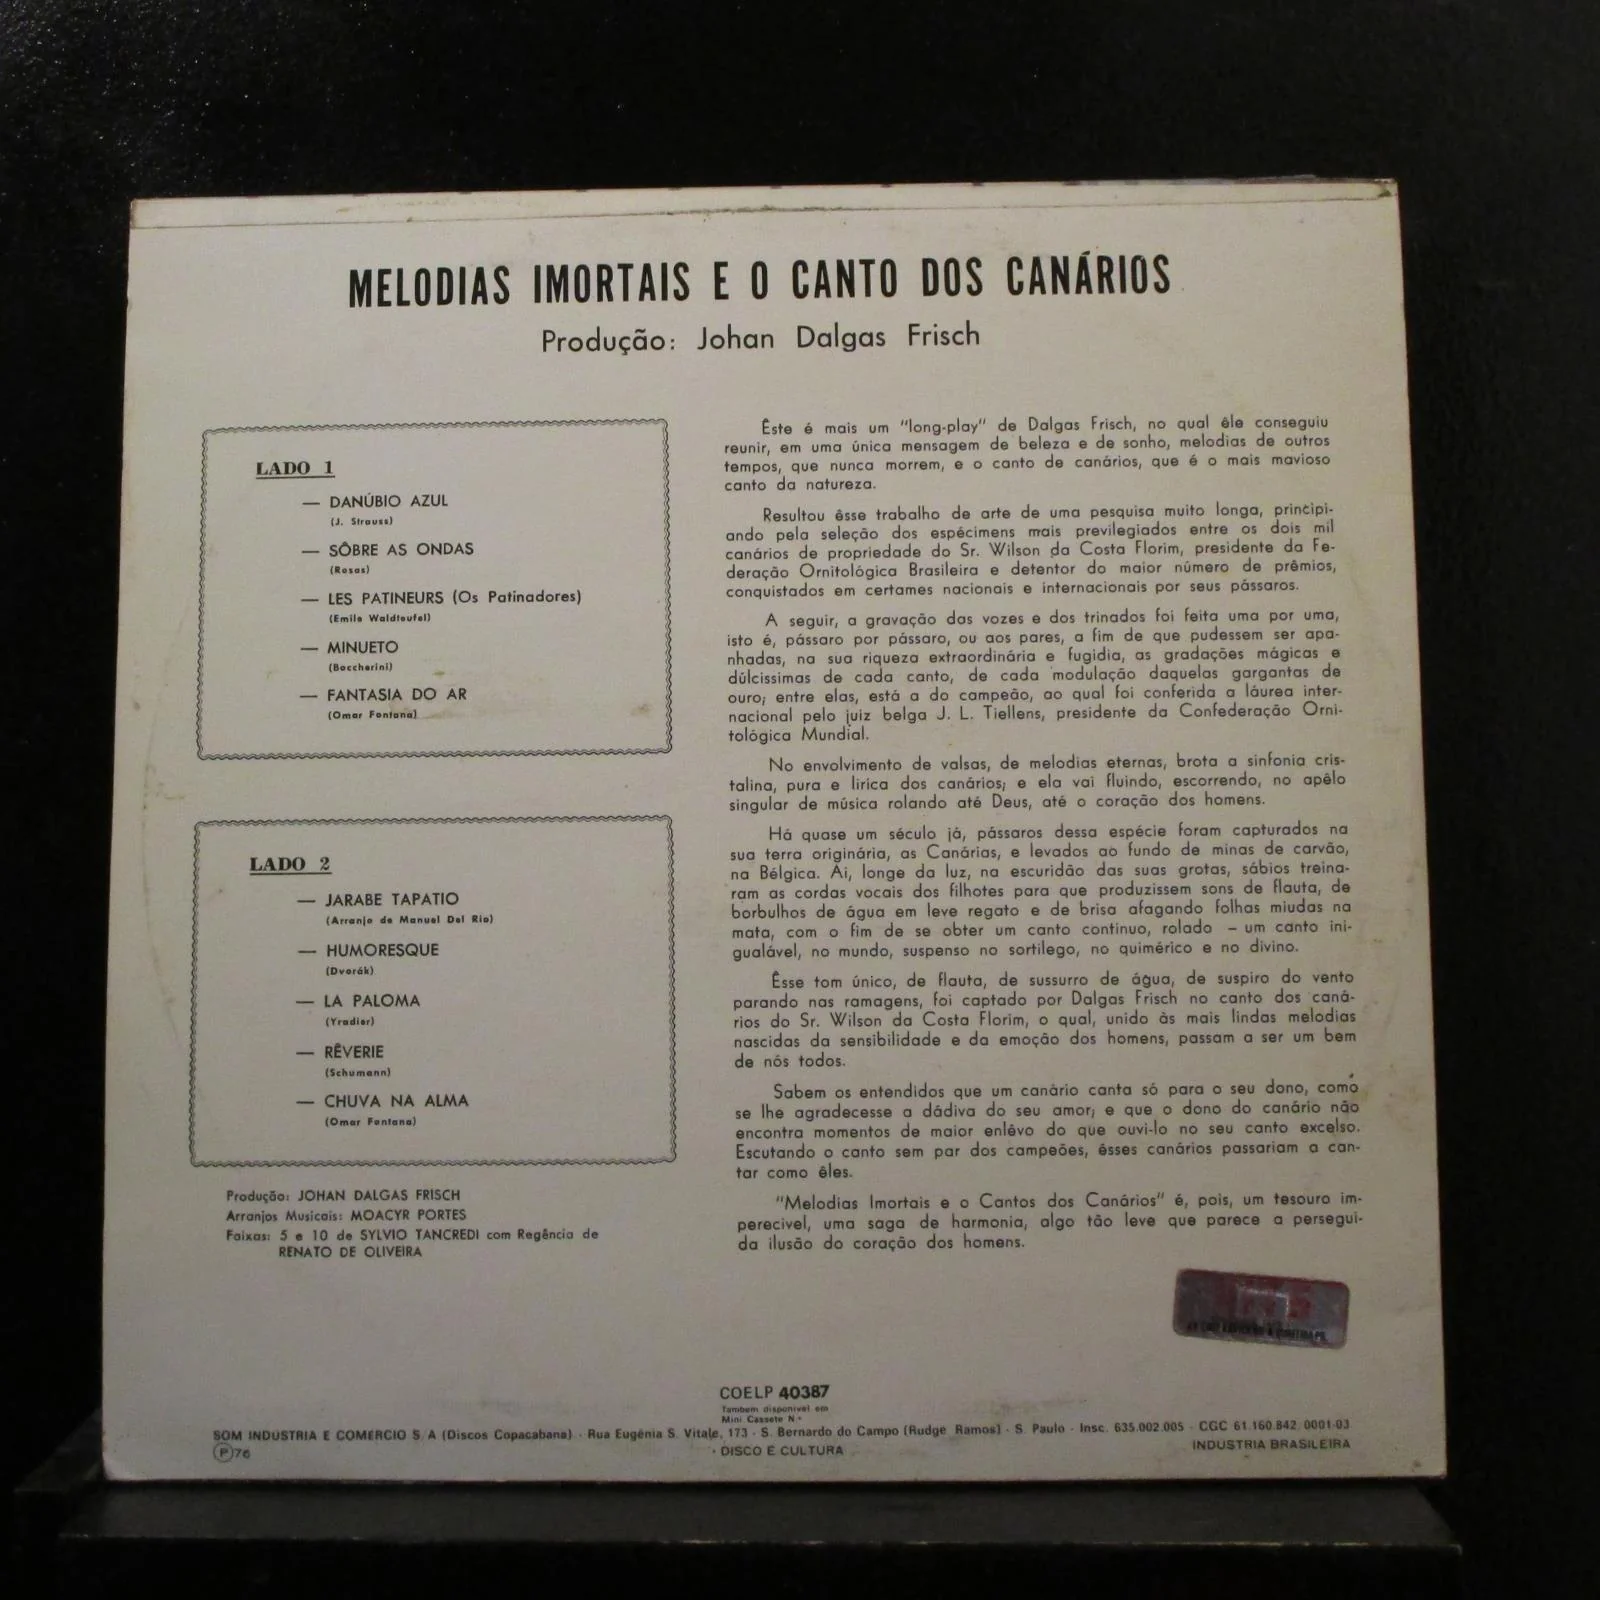 MELODIAS IMORTAIS E O CANTO DOS CANÁRIOS
Produção: Johan Dalgas Frisch
LADO 1
— DANÚBIO AZUL
(J. Strauss)
— SÔBRE AS ONDAS
(Rosas)
— LES PATINEURS (Os Patinadores)
(Emile Waldteufel)
— MINUETO
(Boccherini)
— FANTASIA DO AR
(Omar Fontana)
LADO 2
— JARABE TAPATIO
(Arranjo de Manuel Del Rio)
— HUMORESQUE
(Dvorák)
— LA PALOMA
(Yradier)
— RÊVERIE
(Schumann)
— CHUVA NA ALMA
(Omar Fontana)
Produção: JOHAN DALGAS FRISCH
Arranjos Musicais: MOACYR PORTES
Faixas: 5 e 10 de SYLVIO TANCREDI com Regência de
RENATO DE OLIVEIRA
Êste é mais um "long-play" de Dalgas Frisch, no qual êle conseguiu
reunir, em uma única mensagem de beleza e de sonho, melodias de outros
tempos, que nunca morrem, e o canto de canários, que é o mais mavioso
canto da natureza.
Resultou êsse trabalho de arte de uma pesquisa muito longa, principi-
ando pela seleção dos espécimens mais previlegiados entre os dois mil
canários de propriedade do Sr. Wilson da Costa Florim, presidente da Fe-
deração Ornitológica Brasileira e detentor do maior número de prêmios,
conquistados em certames nacionais e internacionais por seus pássaros.
A seguir, a gravação das vozes e dos trinados foi feita uma por uma,
isto é, pássaro por pássaro, ou aos pares, a fim de que pudessem ser apa-
nhadas, na sua riqueza extraordinária e fugidia, as gradações mágicas e
dúlcissimas de cada canto, de cada modulação daquelas gargantas de
ouro; entre elas, está a do campeão, ao qual foi conferida a láurea inter-
nacional pelo juiz belga J. L. Tiellens, presidente da Confederação Orni-
tológica Mundial.
No envolvimento de valsas, de melodias eternas, brota a sinfonia cris-
talina, pura e lirica dos canários; e ela vai fluindo, escorrendo, no apêlo
singular de música rolando até Deus, até o coração dos homens.
Há quase um século já, pássaros dessa espécie foram capturados na
sua terra originária, as Canárias, e levados ao fundo de minas de carvão,
na Bélgica. Ai, longe da luz, na escuridão das suas grotas, sábios treina-
ram as cordas vocais dos filhotes para que produzissem sons de flauta, de
borbulhos de água em leve regato e de brisa afagando folhas miudas na
mata, com o fim de se obter um canto continuo, rolado – um canto ini-
gualável, no mundo, suspenso no sortilego, no quimérico e no divino.
Êsse tom único, de flauta, de sussurro de água, de suspiro do vento
parando nas ramagens, foi captado por Dalgas Frisch no canto dos caná-
rios do Sr. Wilson da Costa Florim, o qual, unido às mais lindas melodias
nascidas da sensibilidade e da emoção dos homens, passam a ser um bem
de nós todos.
Sabem os entendidos que um canário canta só para o seu dono, como
se lhe agradecesse a dádiva do seu amor; e que o dono do canário não
encontra momentos de maior enlêvo do que ouvi-lo no seu canto excelso.
Escutando o canto sem par dos campeões, êsses canários passariam a can-
tar como êles.
"Melodias Imortais e o Cantos dos Canários" é, pois, um tesouro im-
perecivel, uma saga de harmonia, algo tão leve que parece a persegui-
da ilusão do coração dos homens.
COELP 40387
Tambem disponivel em
Mini Cassete N.º
SOM INDUSTRIA E COMERCIO S/A (Discos Copacabana) · Rua Eugênia S. Vitale, 173 · S. Bernardo do Campo (Rudge Ramos) · S. Paulo · Insc. 635.002.005 · CGC 61.160.842/0001-03
Ⓟ76
· DISCO É CULTURA
INDUSTRIA BRASILEIRA